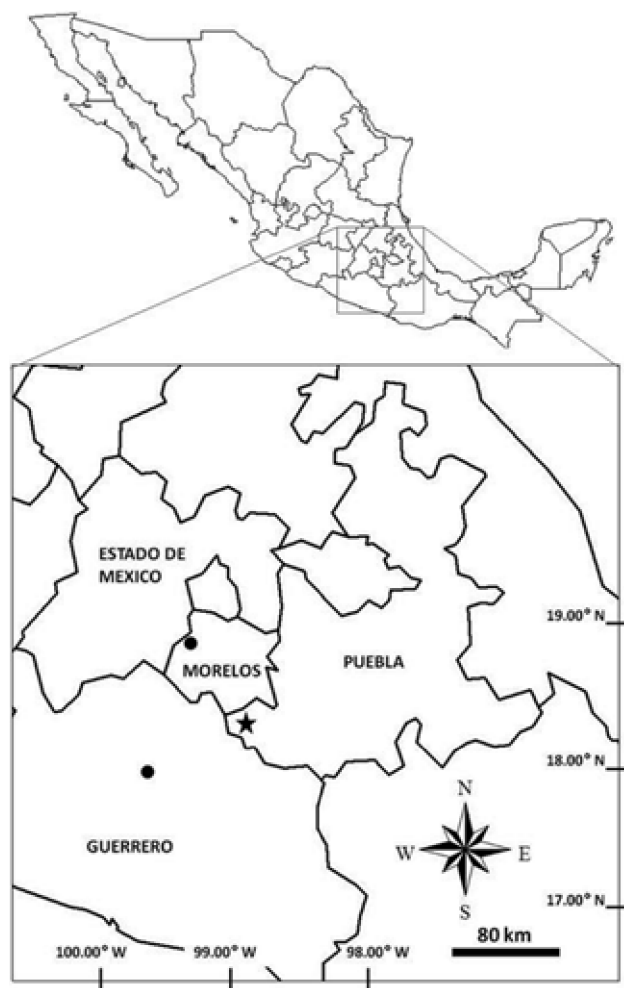 ESTADO DE
MEXICO
19.00° N
MORELOS
PUEBLA
18.00° N
N
GUERRERO
W
E
S
17.00° N
100.00° W
99.00° W
98.00° W
80 km